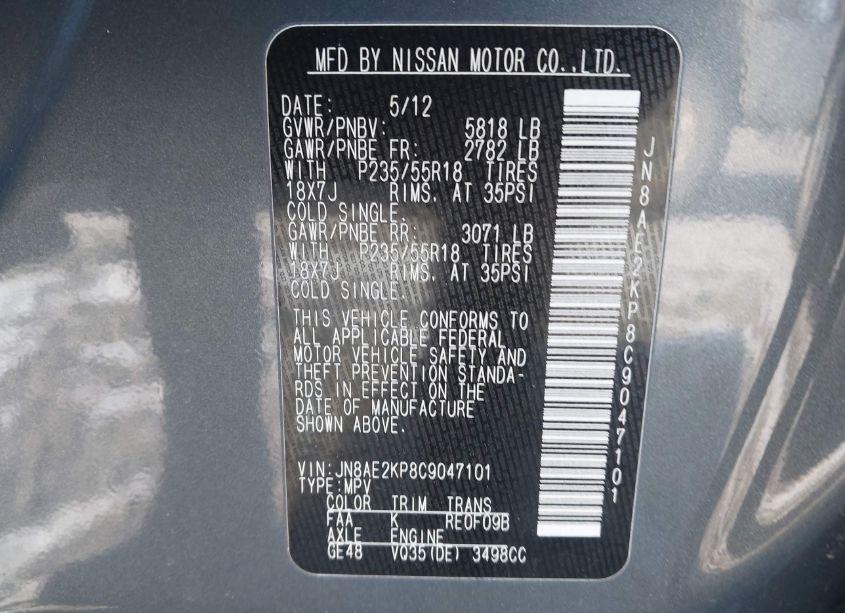 MFD BY NISSAN MOTOR CO.,LTD.
DATE: 5/12
GVWR/PNBV: 5818 LB
GAWR/PNBE FR: 2782 LB
WITH P235/55R18 TIRES
18X7J RIMS. AT 35PSI
COLD SINGLE.
GAWR/PNBE RR: 3071 LB
WITH P235/55R18 TIRES
18X7J RIMS. AT 35PSI
COLD SINGLE.
THIS VEHICLE CONFORMS TO
ALL APPLICABLE FEDERAL
MOTOR VEHICLE SAFETY AND
THEFT PREVENTION STANDA-
RDS IN EFFECT ON THE
DATE OF MANUFACTURE
SHOWN ABOVE.
VIN:JN8AE2KP8C9047101
TYPE:MPV
COLOR TRIM TRANS
FAA K RE0F09B
AXLE ENGINE
GE48 VQ35(DE) 3498CC
JN8AE2KP8C9047101